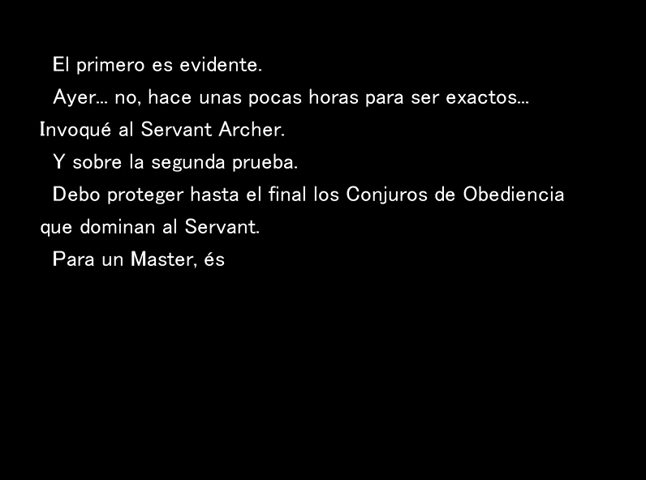 El primero es evidente.
Ayer... no, hace unas pocas horas para ser exactos...
Invoqué al Servant Archer.
Y sobre la segunda prueba.
Debo proteger hasta el final los Conjuros de Obediencia
que dominan al Servant.
Para un Master, és